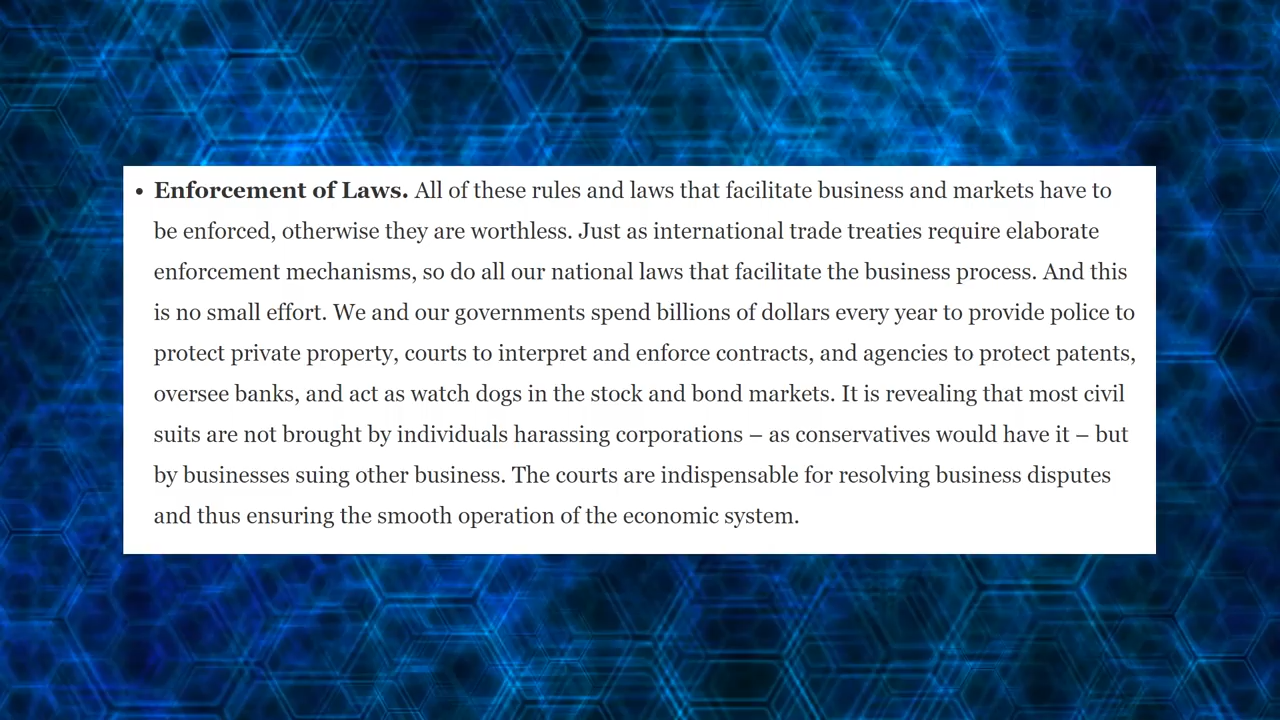 • Enforcement of Laws. All of these rules and laws that facilitate business and markets have to
be enforced, otherwise they are worthless. Just as international trade treaties require elaborate
enforcement mechanisms, so do all our national laws that facilitate the business process. And this
is no small effort. We and our governments spend billions of dollars every year to provide police to
protect private property, courts to interpret and enforce contracts, and agencies to protect patents,
oversee banks, and act as watch dogs in the stock and bond markets. It is revealing that most civil
suits are not brought by individuals harassing corporations – as conservatives would have it – but
by businesses suing other business. The courts are indispensable for resolving business disputes
and thus ensuring the smooth operation of the economic system.